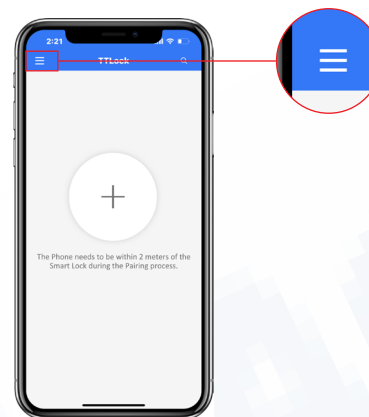 2:21
TTLock
The Phone needs to be within 2 meters of the
Smart Lock during the Pairing process.